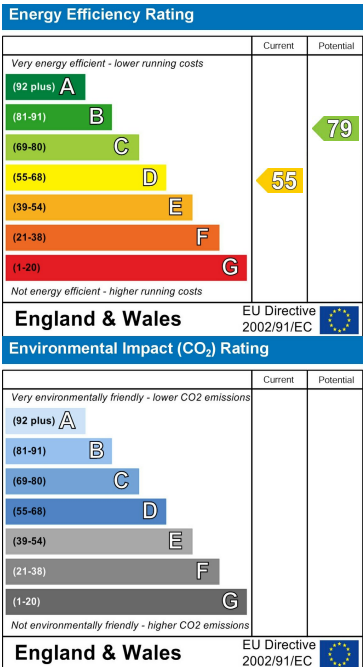 Energy Efficiency Rating
Current Potential
Very energy efficient - lower running costs
(92 plus) A
(81-91) B
(69-80) C
(55-68) D
(39-54) E
(21-38) F
(1-20) G
55
79
Not energy efficient - higher running costs
England & Wales
EU Directive
2002/91/EC
Environmental Impact (CO₂) Rating
Current Potential
Very environmentally friendly - lower CO2 emissions
(92 plus) A
(81-91) B
(69-80) C
(55-68) D
(39-54) E
(21-38) F
(1-20) G
Not environmentally friendly - higher CO2 emissions
England & Wales
EU Directive
2002/91/EC